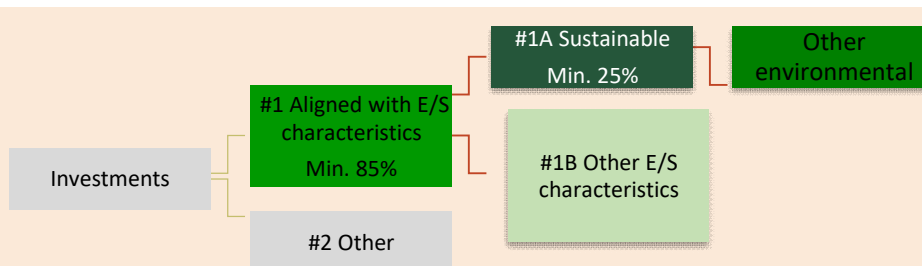 Investments
#1 Aligned with E/S
characteristics
Min. 85%
#2 Other
#1A Sustainable
Min. 25%
#1B Other E/S
characteristics
Other
environmental